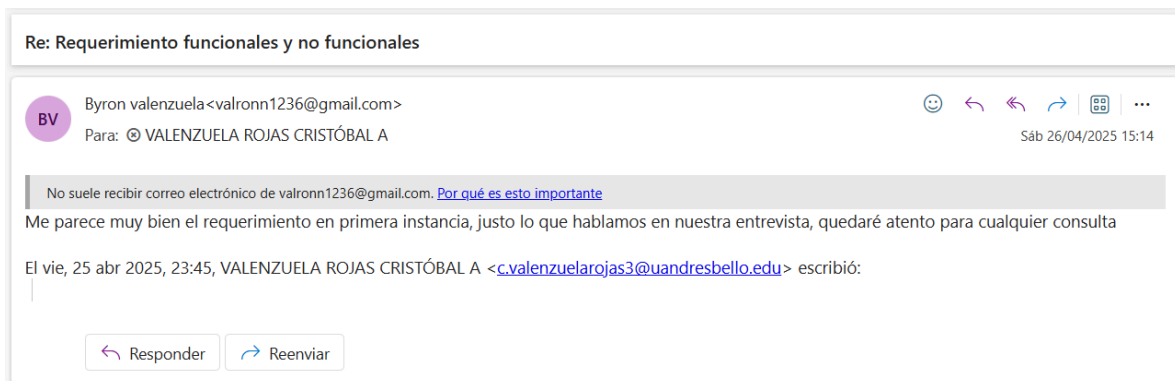 Re: Requerimiento funcionales y no funcionales
BV
Byron valenzuela<valronn1236@gmail.com>
Para: VALENZUELA ROJAS CRISTÓBAL A
Sáb 26/04/2025 15:14
No suele recibir correo electrónico de valronn1236@gmail.com. Por qué es esto importante
Me parece muy bien el requerimiento en primera instancia, justo lo que hablamos en nuestra entrevista, quedaré atento para cualquier consulta
El vie, 25 abr 2025, 23:45, VALENZUELA ROJAS CRISTÓBAL A <c.valenzuelarojas3@uandresbello.edu> escribió:
Responder
Reenviar